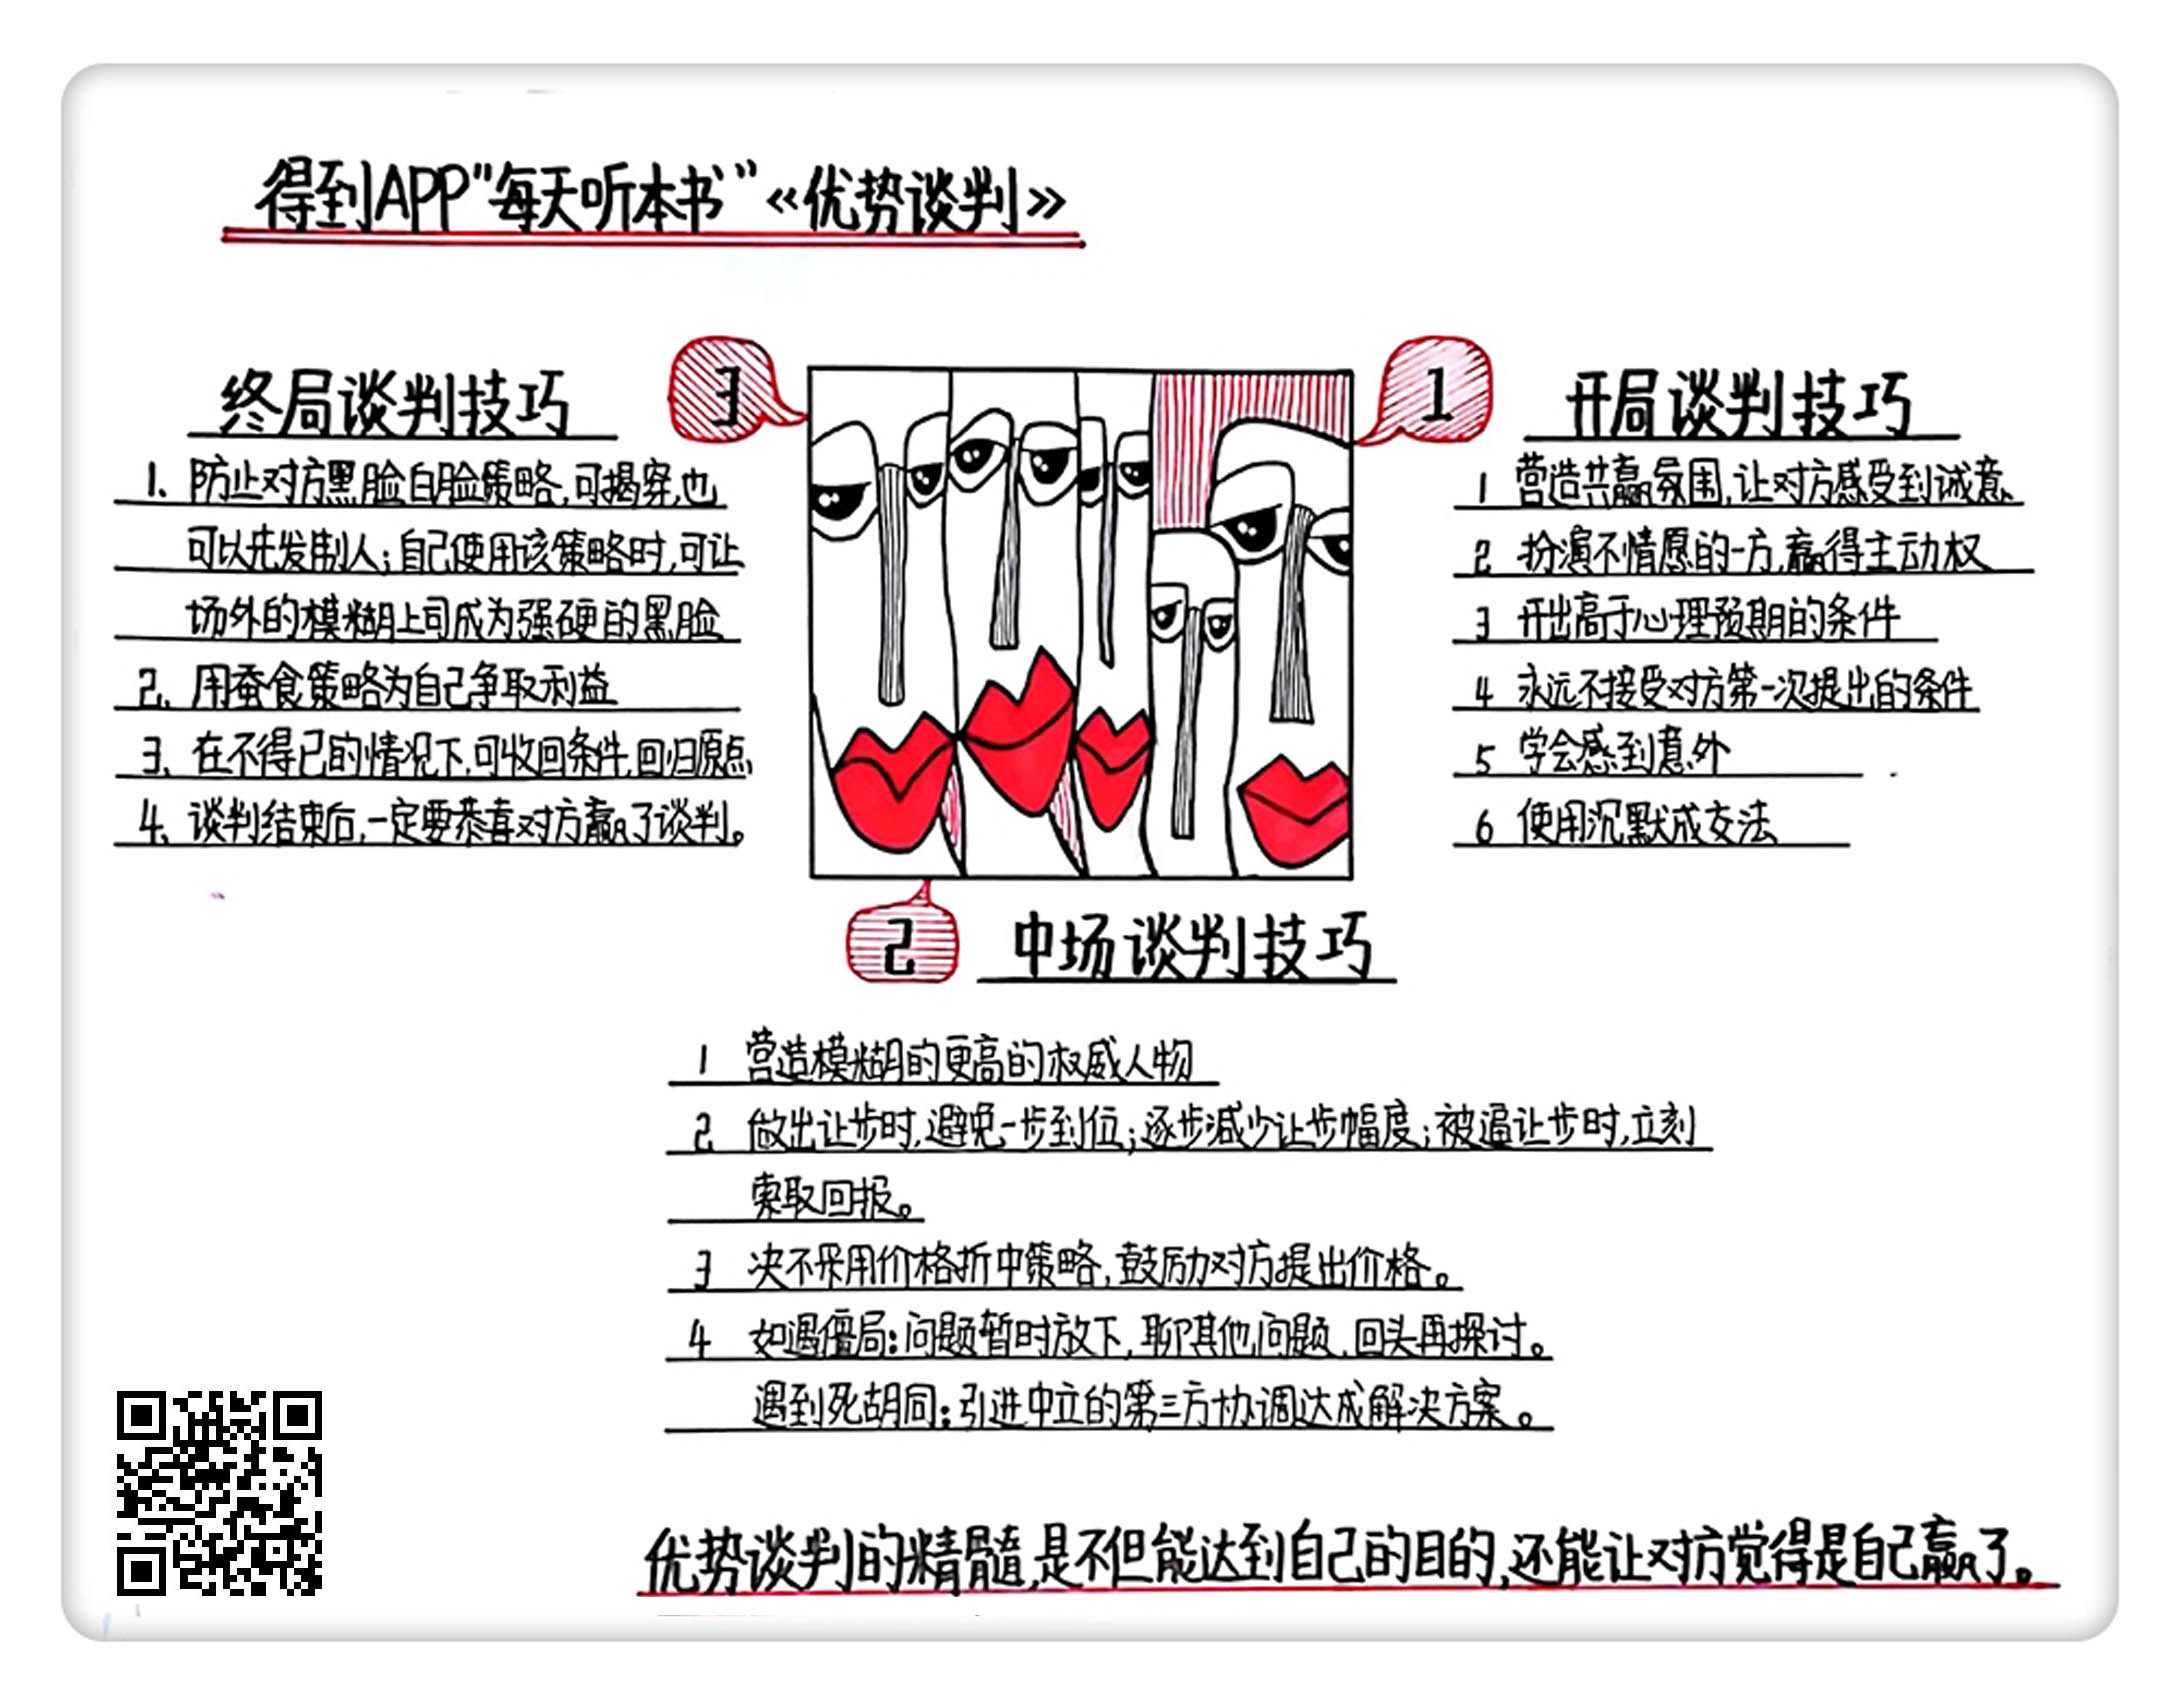 得到APP"每天听本书"《优势谈判》
3
终局谈判技巧
1、防止对方黑脸白脸策略,可揭穿,也
可以先发制人;自己使用该策略时,可让
场外的模糊上司成为强硬的黑脸
2、用蚕食策略为自己争取利益
3、在不得已的情况下,可收回条件,回归原点
4、谈判结束后,一定要恭喜对方赢了谈判。
1
开局谈判技巧
1 营造共赢氛围,让对方感受到诚意、
2 扮演不情愿的一方,赢得主动权
3 开出高于心理预期的条件
4 永远不接受对方第一次提出的条件
5 学会感到意外
6 使用沉默成交法
2
中场谈判技巧
1 营造模糊的更高的权威人物
2 做出让步时,避免一步到位;逐步减少让步幅度;被逼让步时,立刻
索取回报。
3 决不采用价格折中策略,鼓励对方提出价格。
4 如遇僵局:问题暂时放下,聊其他问题,回头再探讨。
遇到死胡同:引进中立的第三方协调达成解决方案。
优势谈判的精髓,是不但能达到自己的目的,还能让对方觉得是自己赢了。